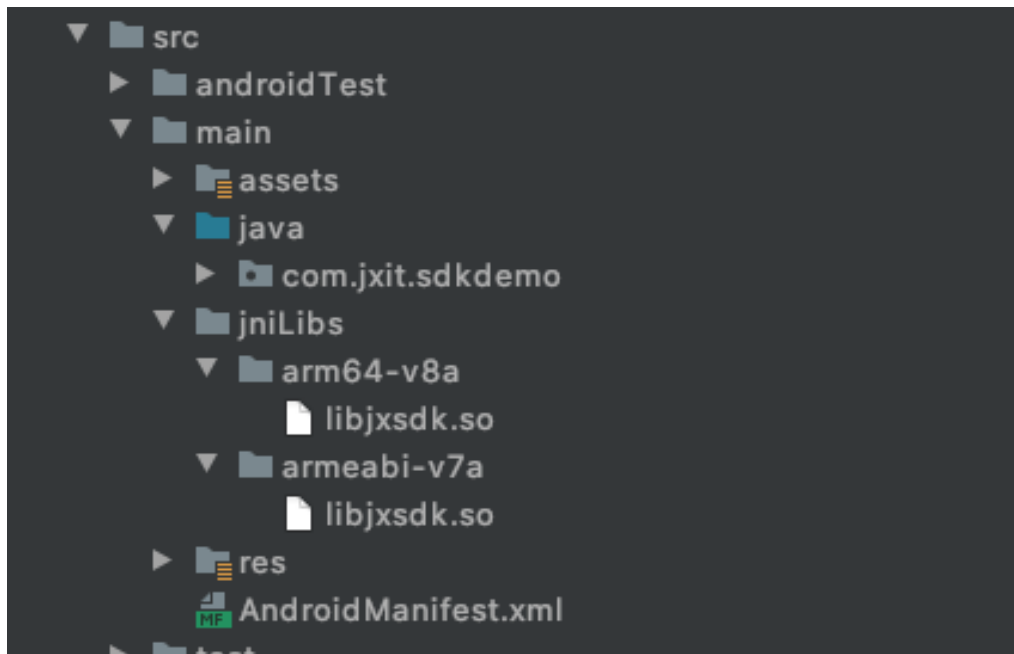 src
androidTest
main
assets
java
com.jxit.sdkdemo
jniLibs
arm64-v8a
libjxsdk.so
armeabi-v7a
libjxsdk.so
res
MF AndroidManifest.xml